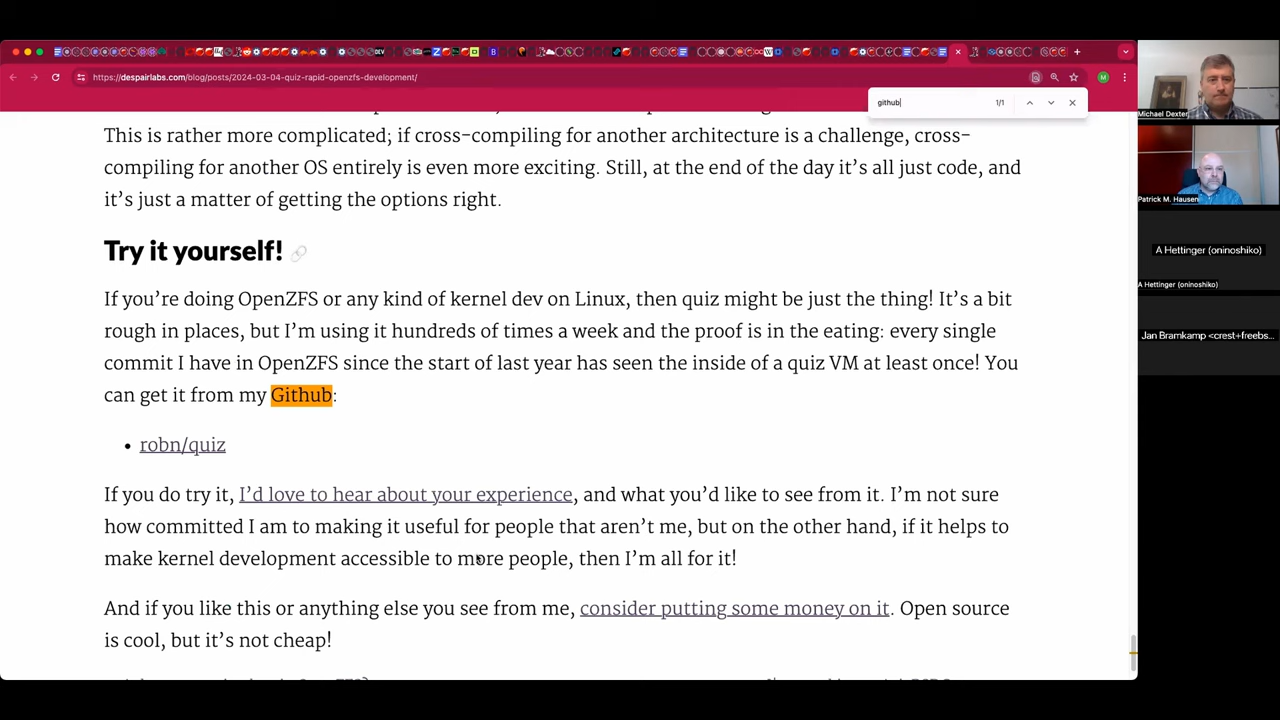 https://despairlabs.com/blog/posts/2024-03-04-quiz-rapid-openzfs-development/
M
github
1/1
This is rather more complicated; if cross-compiling for another architecture is a challenge, cross-
compiling for another OS entirely is even more exciting. Still, at the end of the day it's all just code, and
it's just a matter of getting the options right.
Try it yourself!
If you're doing OpenZFS or any kind of kernel dev on Linux, then quiz might be just the thing! It's a bit
rough in places, but I'm using it hundreds of times a week and the proof is in the eating: every single
commit I have in OpenZFS since the start of last year has seen the inside of a quiz VM at least once! You
can get it from my Github:
• robn/quiz
If you do try it, I'd love to hear about your experience, and what you'd like to see from it. I'm not sure
how committed I am to making it useful for people that aren't me, but on the other hand, if it helps to
make kernel development accessible to more people, then I'm all for it!
And if you like this or anything else you see from me, consider putting some money on it. Open source
is cool, but it's not cheap!
Michael Dexter
Patrick M. Hausen
A Hettinger (oninoshiko)
A Hettinger (oninoshiko)
Jan Bramkamp <crest+freebs...